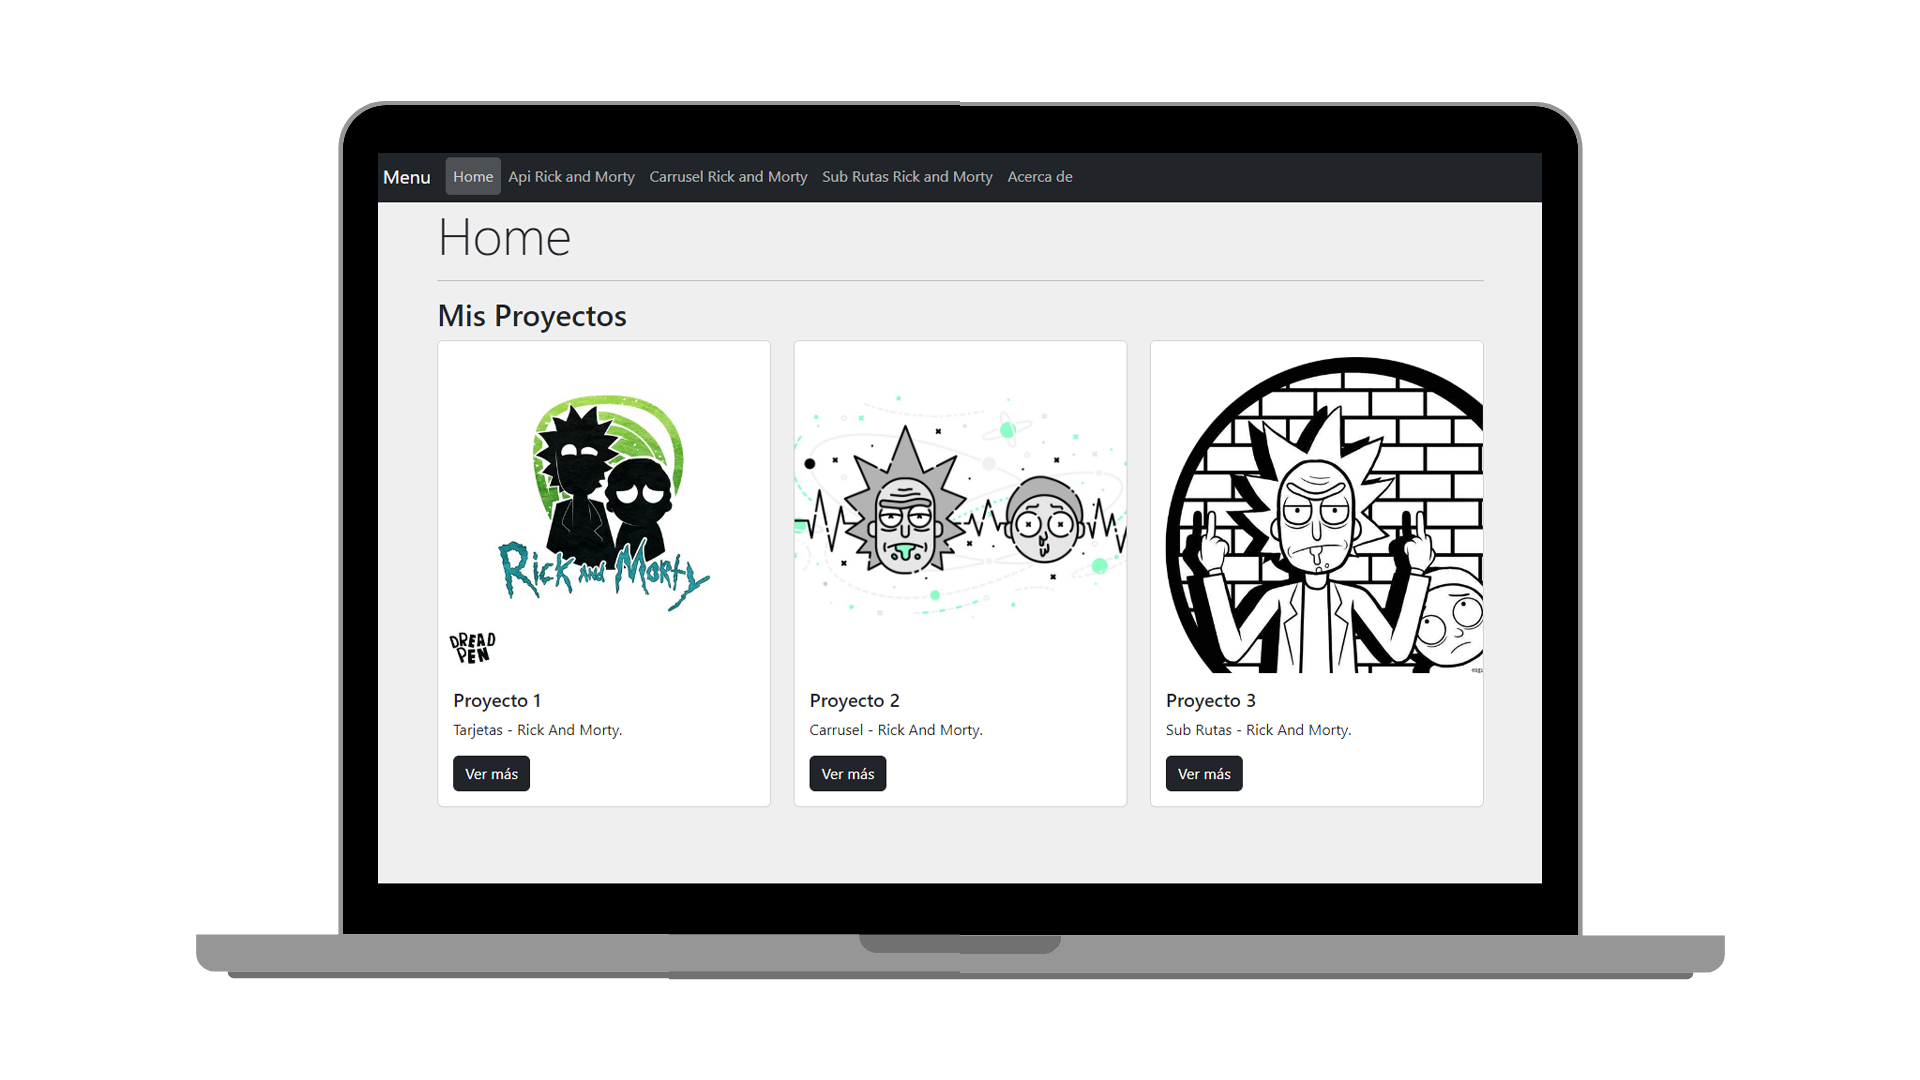 Menu Home Api Rick and Morty Carrusel Rick and Morty Sub Rutas Rick and Morty Acerca de
Home
Mis Proyectos
Rick AND Morty
DREAD
PEN
Proyecto 1
Tarjetas - Rick And Morty.
Ver más
Proyecto 2
Carrusel - Rick And Morty.
Ver más
Proyecto 3
Sub Rutas - Rick And Morty.
Ver más